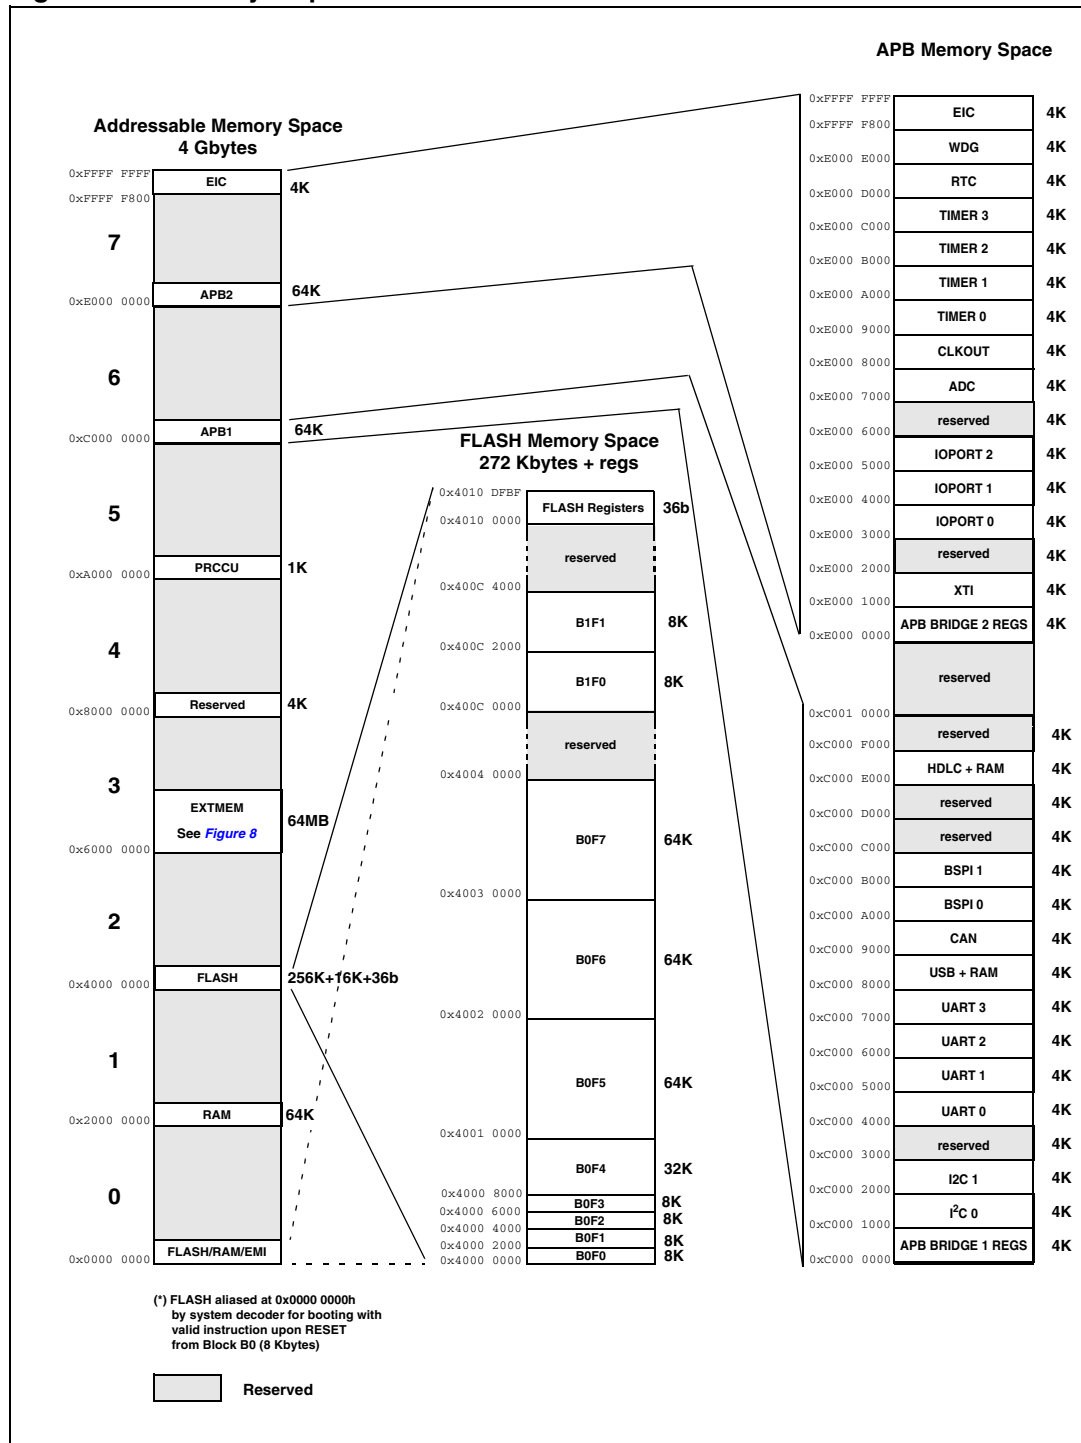 APB Memory Space
Addressable Memory Space
4 Gbytes
0xFFFF FFFF
EIC
4K
0xFFFF F800
7
APB2
64K
0xE000 0000
6
APB1
64K
0xC000 0000
5
PRCCU
1K
0xA000 0000
4
Reserved
4K
0x8000 0000
3
EXTMEM
See Figure 8
64MB
0x6000 0000
2
FLASH
256K+16K+36b
0x4000 0000
1
RAM
64K
0x2000 0000
0
FLASH/RAM/EMI
0x0000 0000
FLASH Memory Space
272 Kbytes + regs
0x4010 DFBF
FLASH Registers
36b
0x4010 0000
reserved
0x400C 4000
B1F1
8K
0x400C 2000
B1F0
8K
0x400C 0000
reserved
0x4004 0000
B0F7
64K
0x4003 0000
B0F6
64K
0x4002 0000
B0F5
64K
0x4001 0000
B0F4
32K
0x4000 8000
B0F3
8K
0x4000 6000
B0F2
8K
0x4000 4000
B0F1
8K
0x4000 2000
B0F0
8K
0x4000 0000
0xFFFF FFFF
EIC
4K
0xFFFF F800
WDG
4K
0xE000 E000
RTC
4K
0xE000 D000
TIMER 3
4K
0xE000 C000
TIMER 2
4K
0xE000 B000
TIMER 1
4K
0xE000 A000
TIMER 0
4K
0xE000 9000
CLKOUT
4K
0xE000 8000
ADC
4K
0xE000 7000
reserved
4K
0xE000 6000
IOPORT 2
4K
0xE000 5000
IOPORT 1
4K
0xE000 4000
IOPORT 0
4K
0xE000 3000
reserved
4K
0xE000 2000
XTI
4K
0xE000 1000
APB BRIDGE 2 REGS
4K
0xE000 0000
reserved
0xC001 0000
reserved
4K
0xC000 F000
HDLC + RAM
4K
0xC000 E000
reserved
4K
0xC000 D000
reserved
4K
0xC000 C000
BSPI 1
4K
0xC000 B000
BSPI 0
4K
0xC000 A000
CAN
4K
0xC000 9000
USB + RAM
4K
0xC000 8000
UART 3
4K
0xC000 7000
UART 2
4K
0xC000 6000
UART 1
4K
0xC000 5000
UART 0
4K
0xC000 4000
reserved
4K
0xC000 3000
I2C 1
4K
0xC000 2000
I²C 0
4K
0xC000 1000
APB BRIDGE 1 REGS
4K
0xC000 0000
(*) FLASH aliased at 0x0000 0000h
by system decoder for booting with
valid instruction upon RESET
from Block B0 (8 Kbytes)
Reserved